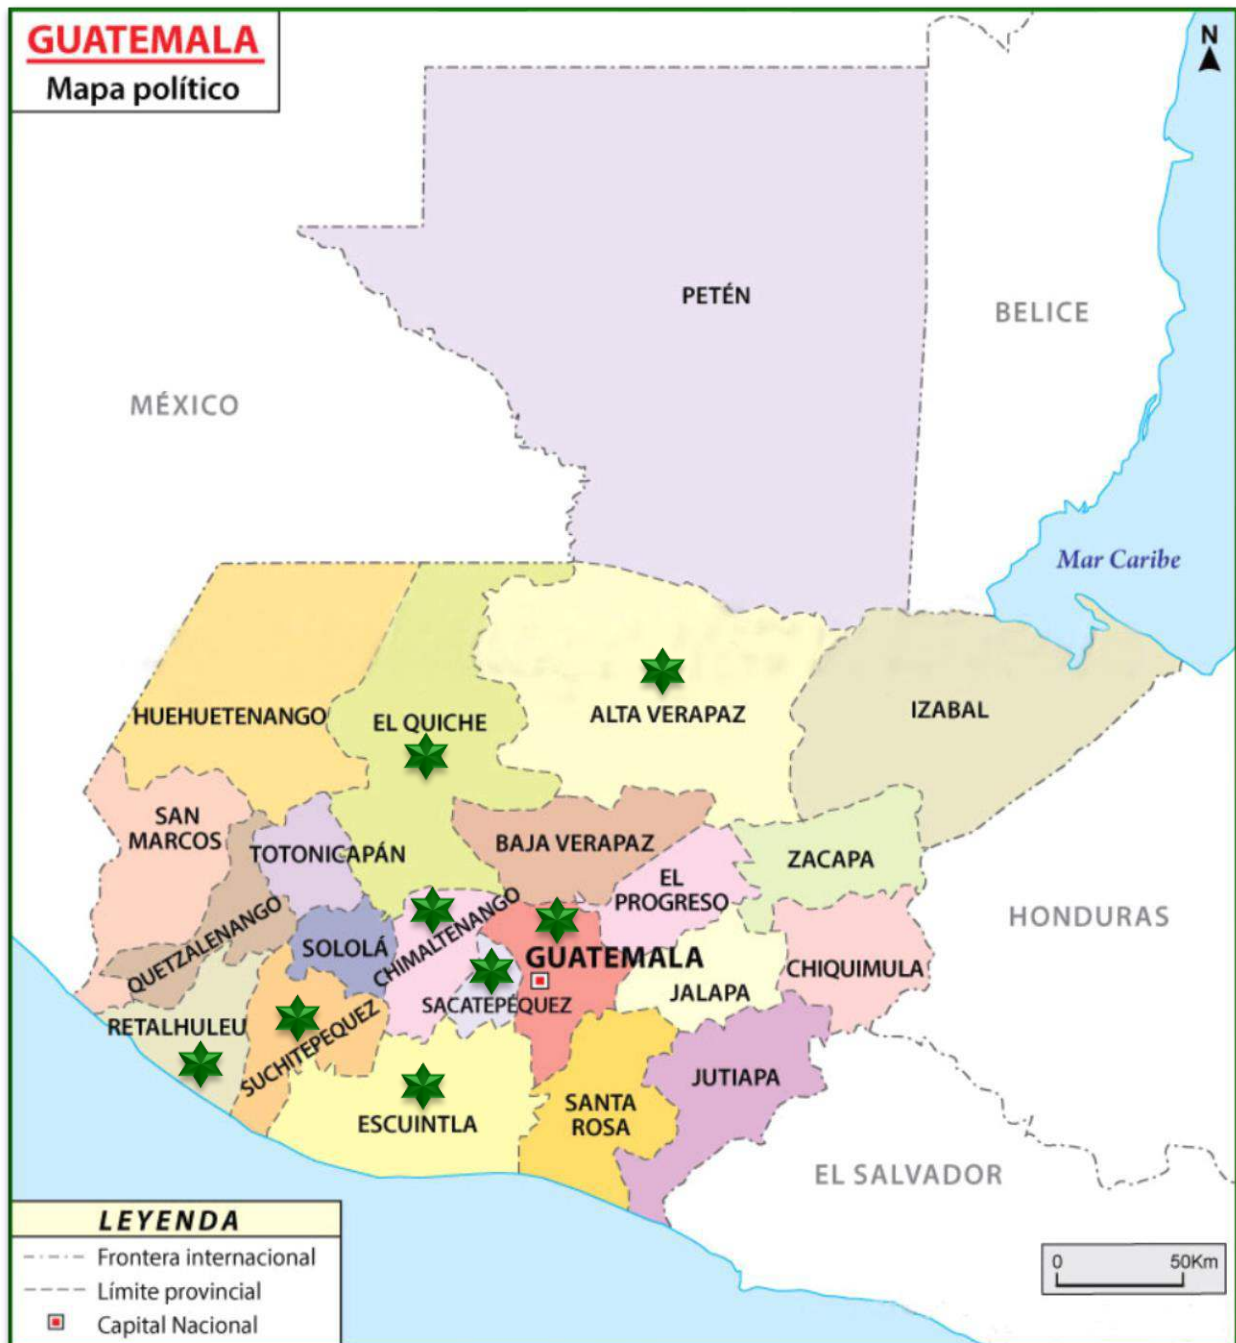 GUATEMALA
Mapa político
N
PETÉN
BELICE
MÉXICO
Mar Caribe
HUEHUETENANGO
EL QUICHE
ALTA VERAPAZ
IZABAL
SAN
MARCOS
TOTONICAPÁN
BAJA VERAPAZ
ZACAPA
EL
PROGRESO
QUETZALENANGO
SOLOLÁ
CHIMALTENANGO
GUATEMALA
HONDURAS
CHIQUIMULA
JALAPA
SACATEPÉQUEZ
RETALHULEU
SUCHITEPEQUEZ
JUTIAPA
ESCUINTLA
SANTA
ROSA
EL SALVADOR
LEYENDA
Frontera internacional
Límite provincial
Capital Nacional
0 50Km